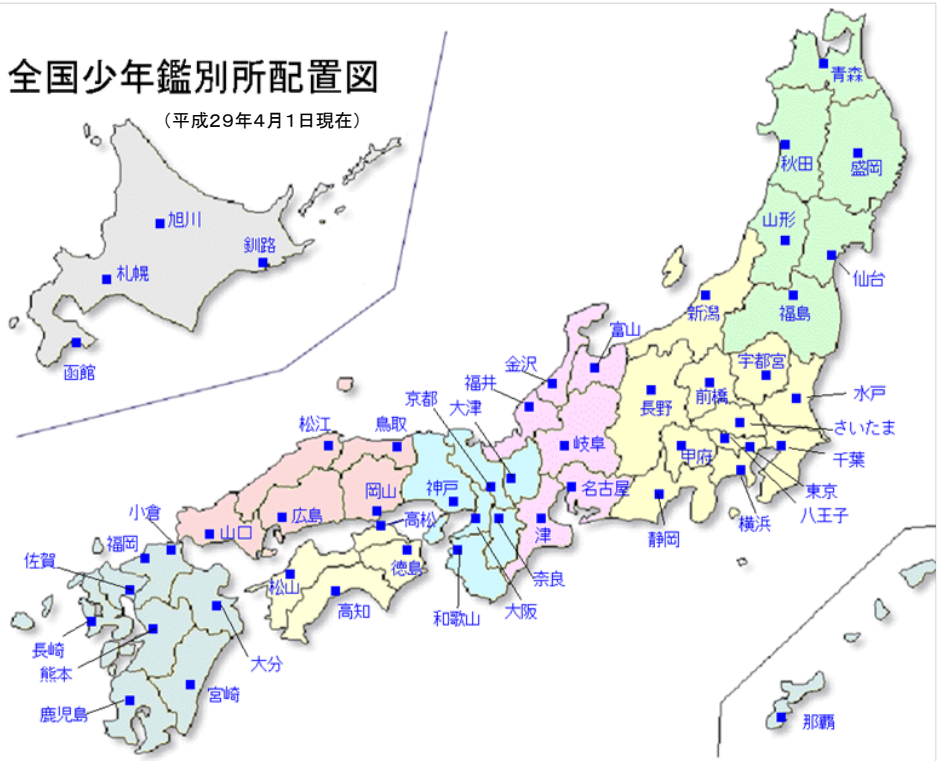 全国少年鑑別所配置図
（平成29年4月1日現在）
青森
秋田
盛岡
山形
仙台
福島
新潟
旭川
釧路
札幌
函館
富山
金沢
福井
宇都宮
前橋
長野
水戸
さいたま
千葉
甲府
東京
八王子
横浜
静岡
岐阜
名古屋
津
京都
大津
神戸
奈良
大阪
和歌山
松江
鳥取
岡山
広島
山口
高松
徳島
松山
高知
小倉
福岡
佐賀
長崎
熊本
大分
宮崎
鹿児島
那覇